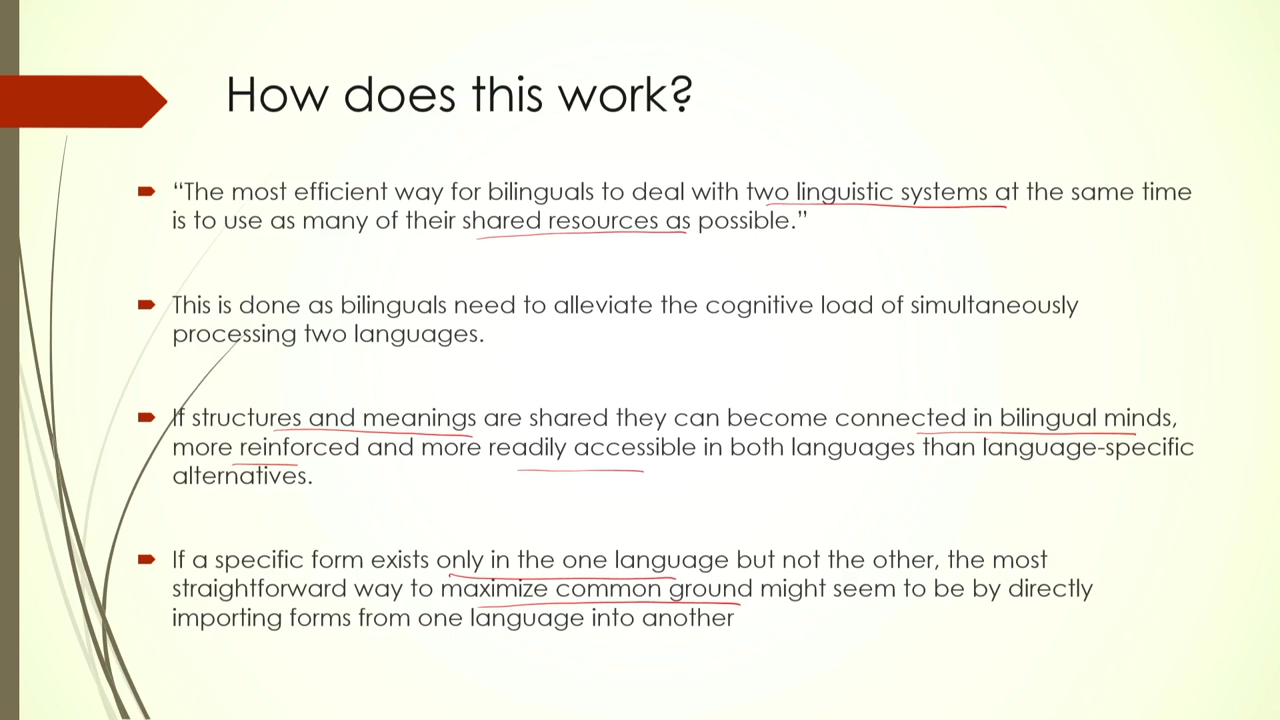 How does this work?
“The most efficient way for bilinguals to deal with two linguistic systems at the same time
is to use as many of their shared resources as possible.”
This is done as bilinguals need to alleviate the cognitive load of simultaneously
processing two languages.
If structures and meanings are shared they can become connected in bilingual minds,
more reinforced and more readily accessible in both languages than language-specific
alternatives.
If a specific form exists only in the one language but not the other, the most
straightforward way to maximize common ground might seem to be by directly
importing forms from one language into another